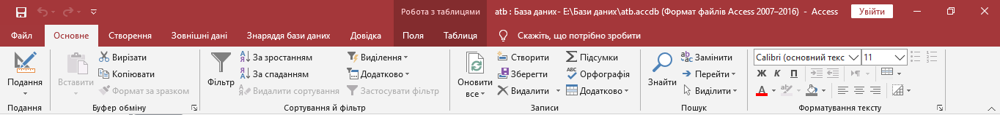 Робота з таблицями
atb : База даних- E:\Бази даних\atb.accdb (Формат файлів Access 2007–2016) - Access
Увійти
Файл Основне Створення Зовнішні дані Знаряддя бази даних Довідка Поля Таблиця Скажіть, що потрібно зробити
Подання
Подання
Вставити
Вирізати
Копіювати
Формат за зразком
Буфер обміну
Фільтр
За зростанням
За спаданням
Видалити сортування
Виділення
Додатково
Застосувати фільтр
Сортування й фільтр
Оновити
все
Створити
Зберегти
Видалити
Підсумки
Орфографія
Додатково
Записи
Знайти
Замінити
Перейти
Виділити
Пошук
Calibri (основний текс
11
Ж К П
Форматування тексту